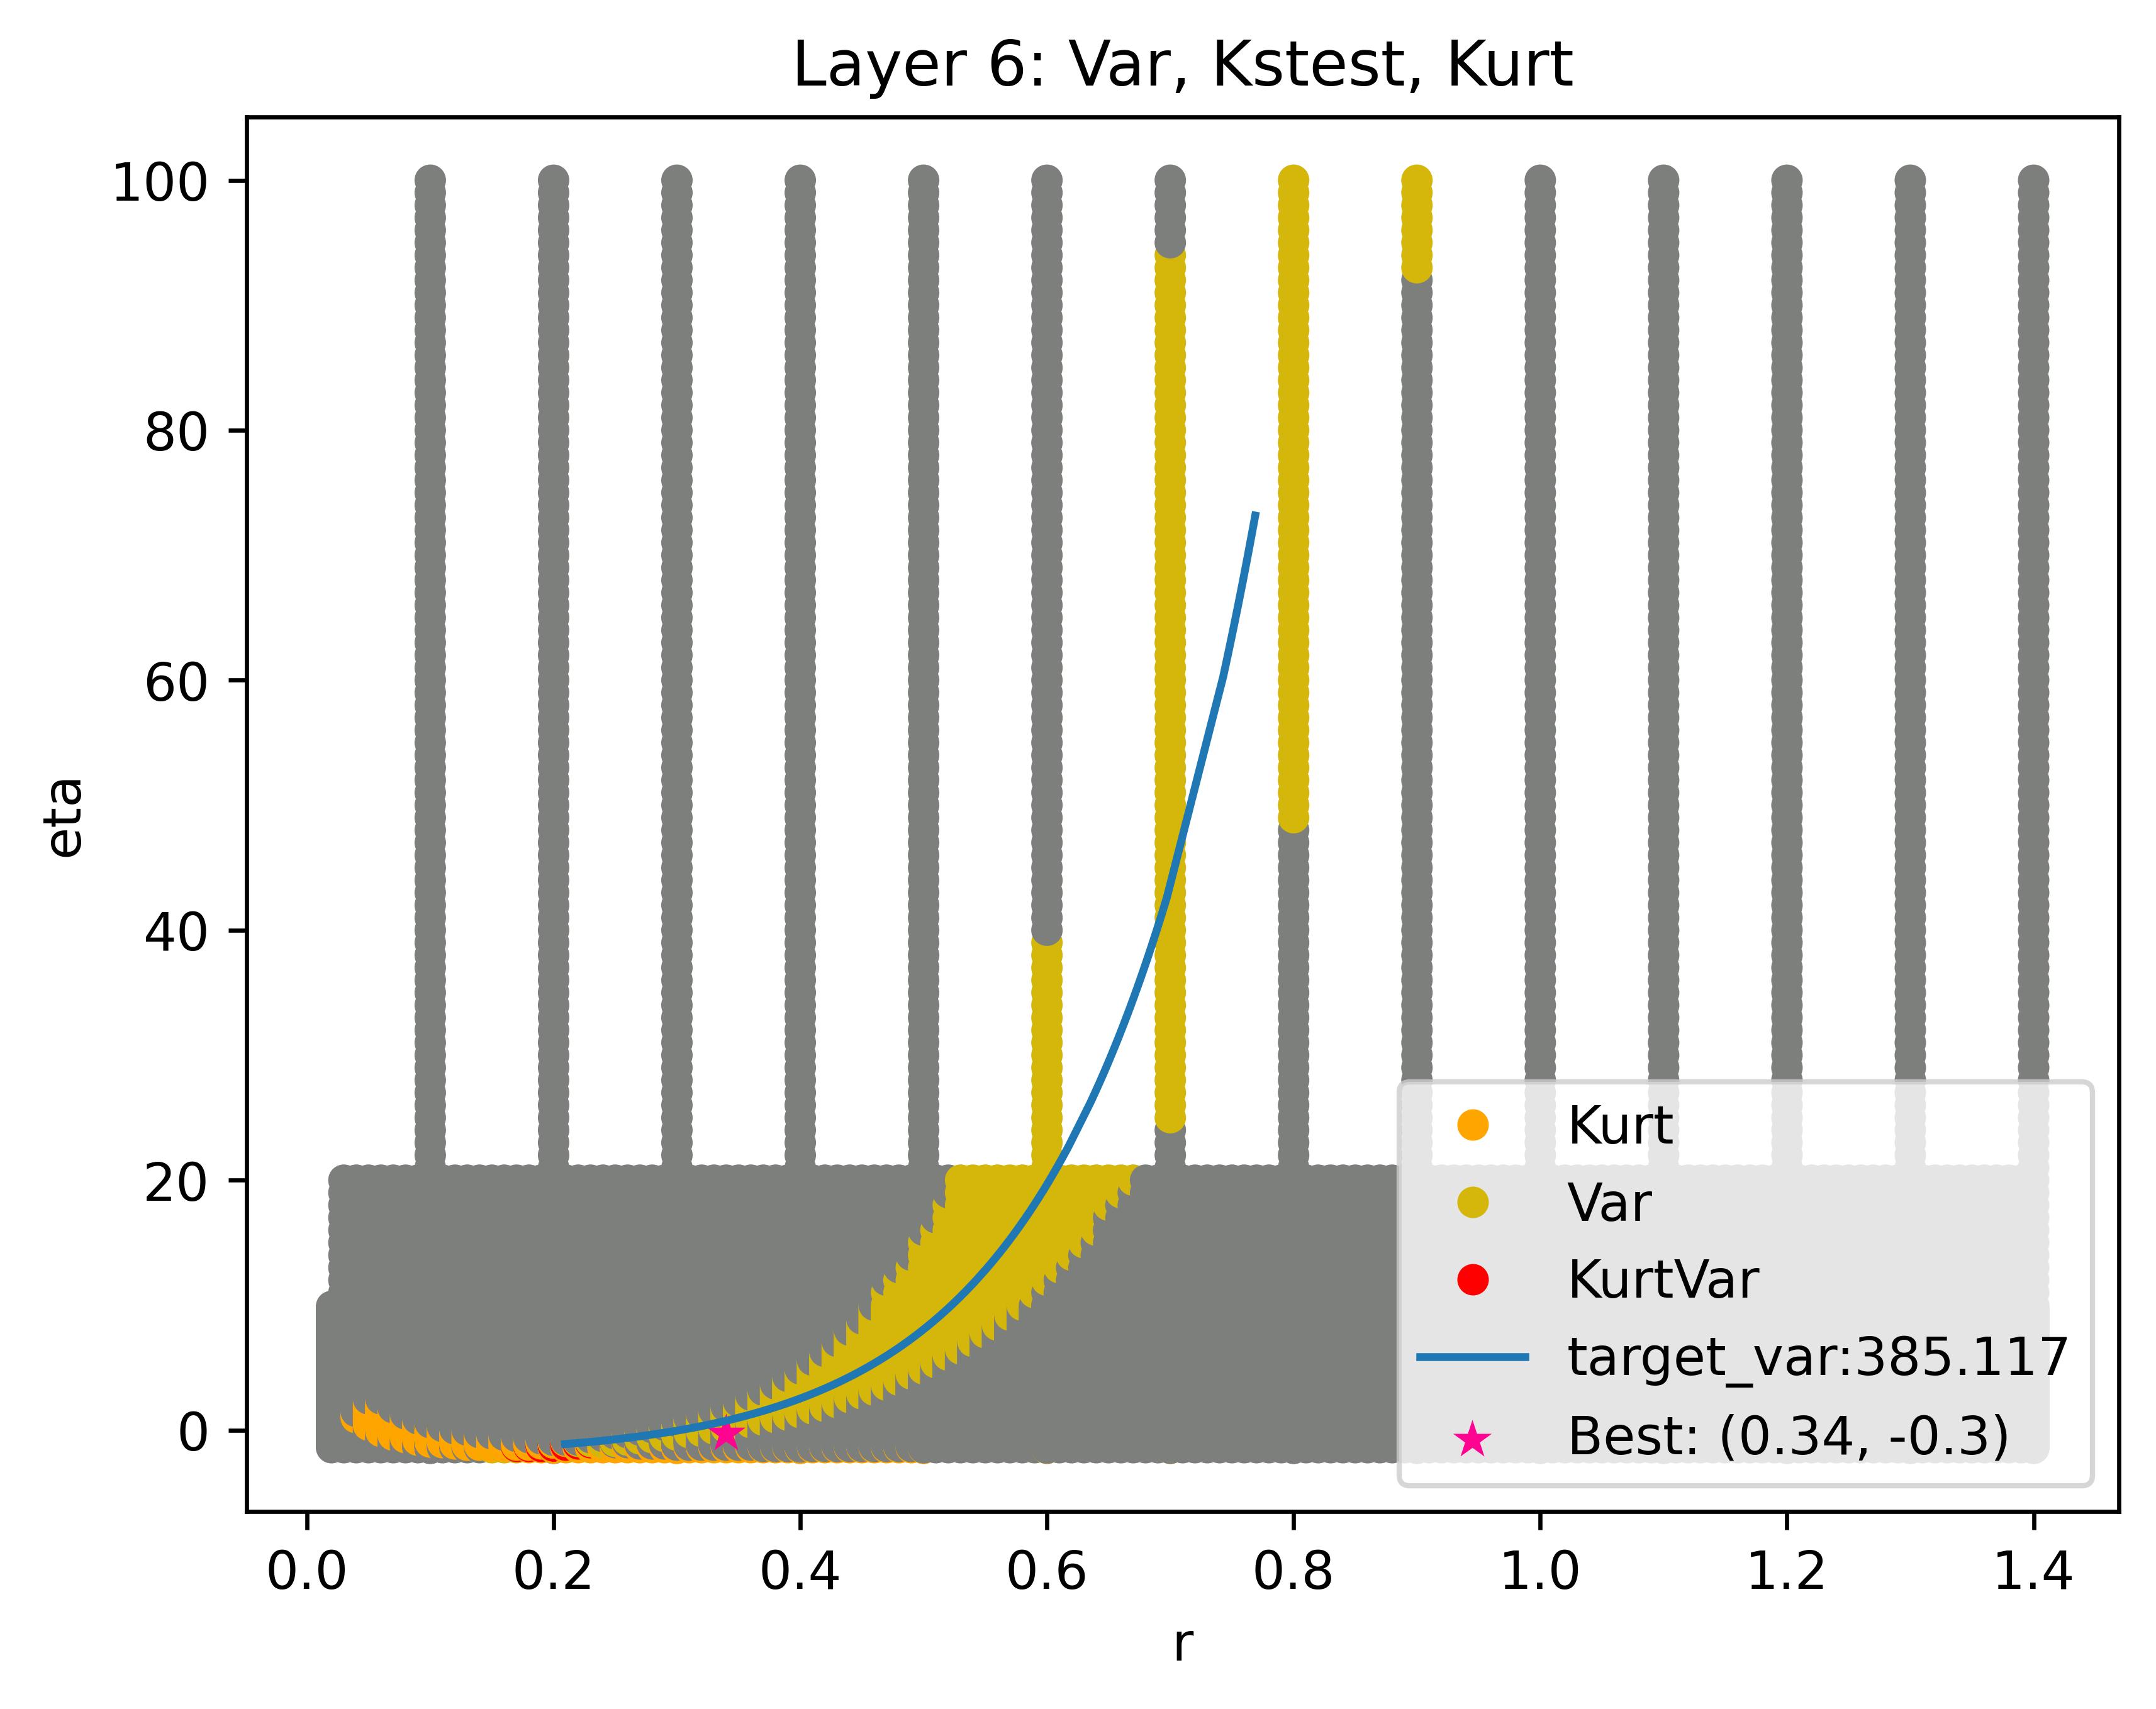 Layer 6: Var, Kstest, Kurt
100
80
60
40
20
0
eta
Kurt
Var
KurtVar
target_var:385.117
Best: (0.34, -0.3)
0.0 0.2 0.4 0.6 0.8 1.0 1.2 1.4
r